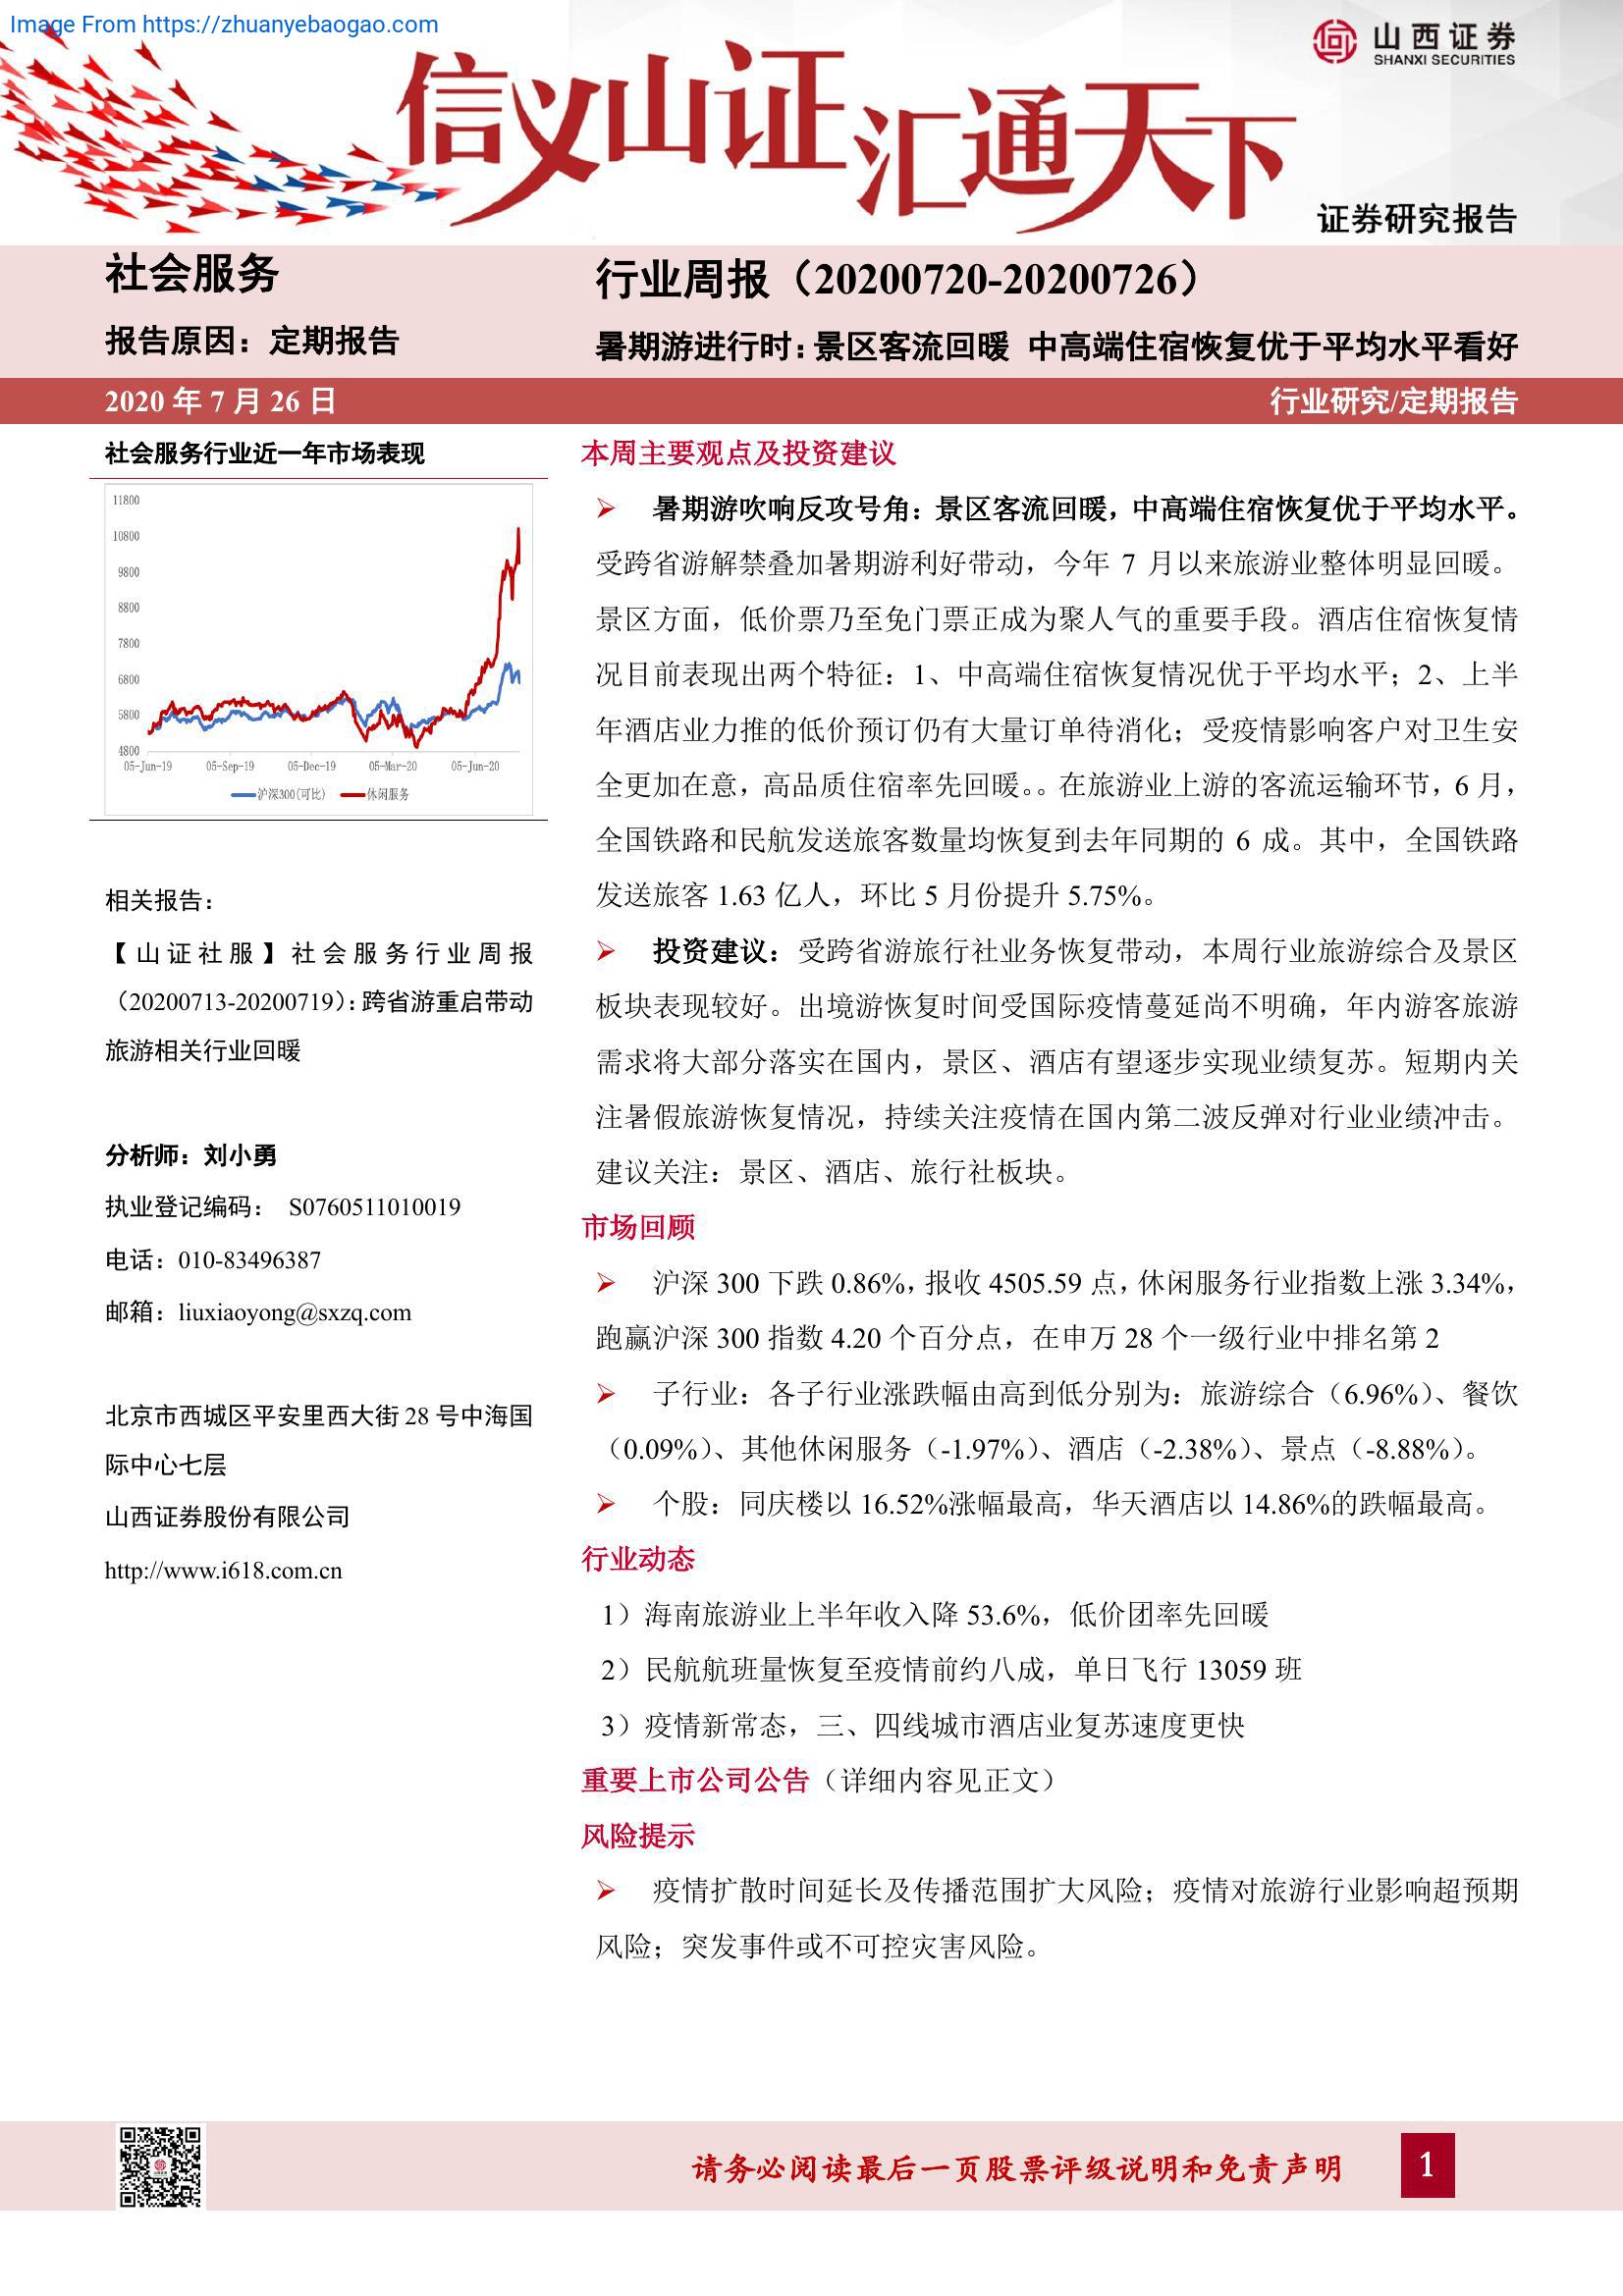 Image From https://zhuanyebaogao.com
山西证券
SHANXI SECURITIES
信义山证汇通天下
证券研究报告
社会服务
报告原因：定期报告
行业周报（20200720-20200726）
暑期游进行时：景区客流回暖 中高端住宿恢复优于平均水平看好
2020 年 7 月 26 日
行业研究/定期报告
社会服务行业近一年市场表现
11800
10800
9800
8800
7800
6800
5800
4800
05-Jun-19 05-Sep-19 05-Dec-19 05-Mar-20 05-Jun-20
沪深300(可比) 休闲服务
相关报告：
【山证社服】社会服务行业周报
（20200713-20200719）：跨省游重启带动
旅游相关行业回暖
分析师：刘小勇
执业登记编码： S0760511010019
电话：010-83496387
邮箱：liuxiaoyong@sxzq.com
北京市西城区平安里西大街 28 号中海国
际中心七层
山西证券股份有限公司
http://www.i618.com.cn
本周主要观点及投资建议
➢ 暑期游吹响反攻号角：景区客流回暖，中高端住宿恢复优于平均水平。
受跨省游解禁叠加暑期游利好带动，今年 7 月以来旅游业整体明显回暖。
景区方面，低价票乃至免门票正成为聚人气的重要手段。酒店住宿恢复情
况目前表现出两个特征：1、中高端住宿恢复情况优于平均水平；2、上半
年酒店业力推的低价预订仍有大量订单待消化；受疫情影响客户对卫生安
全更加在意，高品质住宿率先回暖。。在旅游业上游的客流运输环节，6 月，
全国铁路和民航发送旅客数量均恢复到去年同期的 6 成。其中，全国铁路
发送旅客 1.63 亿人，环比 5 月份提升 5.75%。
➢ 投资建议：受跨省游旅行社业务恢复带动，本周行业旅游综合及景区
板块表现较好。出境游恢复时间受国际疫情蔓延尚不明确，年内游客旅游
需求将大部分落实在国内，景区、酒店有望逐步实现业绩复苏。短期内关
注暑假旅游恢复情况，持续关注疫情在国内第二波反弹对行业业绩冲击。
建议关注：景区、酒店、旅行社板块。
市场回顾
➢ 沪深 300 下跌 0.86%，报收 4505.59 点，休闲服务行业指数上涨 3.34%，
跑赢沪深 300 指数 4.20 个百分点，在申万 28 个一级行业中排名第 2
➢ 子行业：各子行业涨跌幅由高到低分别为：旅游综合（6.96%）、餐饮
（0.09%）、其他休闲服务（-1.97%）、酒店（-2.38%）、景点（-8.88%）。
➢ 个股：同庆楼以 16.52%涨幅最高，华天酒店以 14.86%的跌幅最高。
行业动态
1）海南旅游业上半年收入降 53.6%，低价团率先回暖
2）民航航班量恢复至疫情前约八成，单日飞行 13059 班
3）疫情新常态，三、四线城市酒店业复苏速度更快
重要上市公司公告（详细内容见正文）
风险提示
➢ 疫情扩散时间延长及传播范围扩大风险；疫情对旅游行业影响超预期
风险；突发事件或不可控灾害风险。
请务必阅读最后一页股票评级说明和免责声明
1